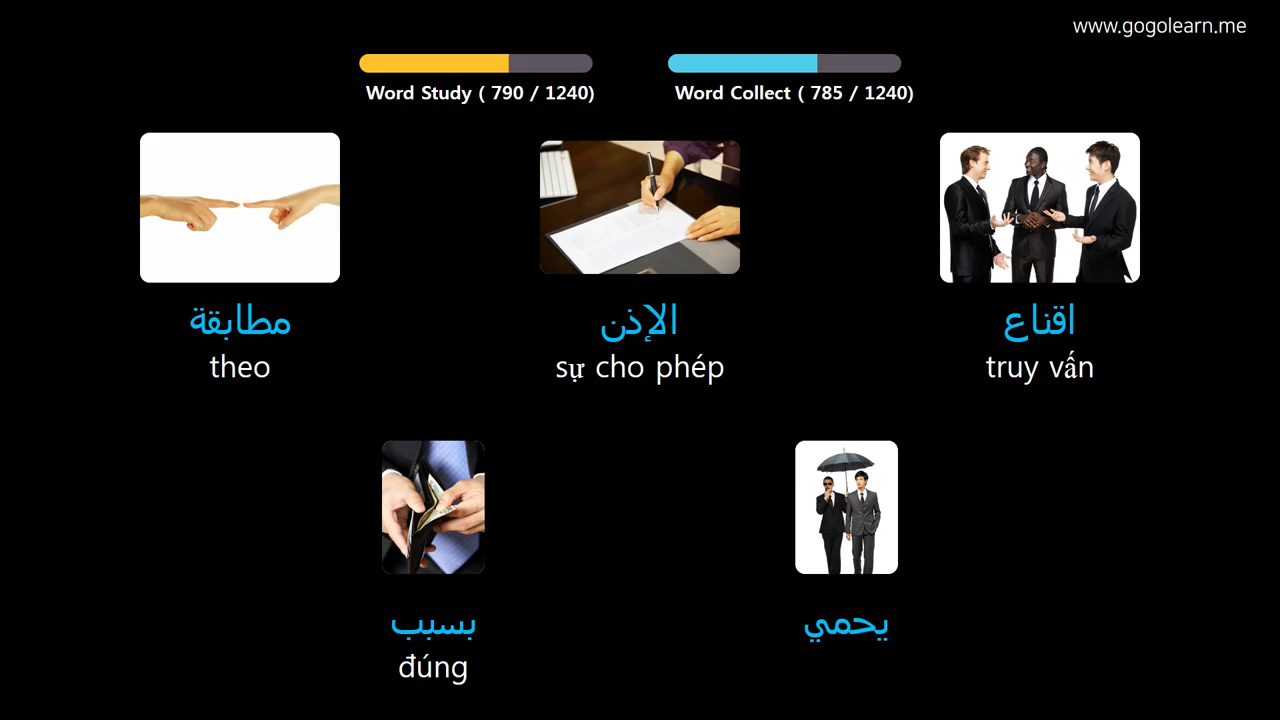 www.gogolearn.me
Word Study ( 790 / 1240)
Word Collect ( 785 / 1240)
مطابقة
theo
الإذن
sự cho phép
اقناع
truy vấn
بسبب
đúng
يحمي